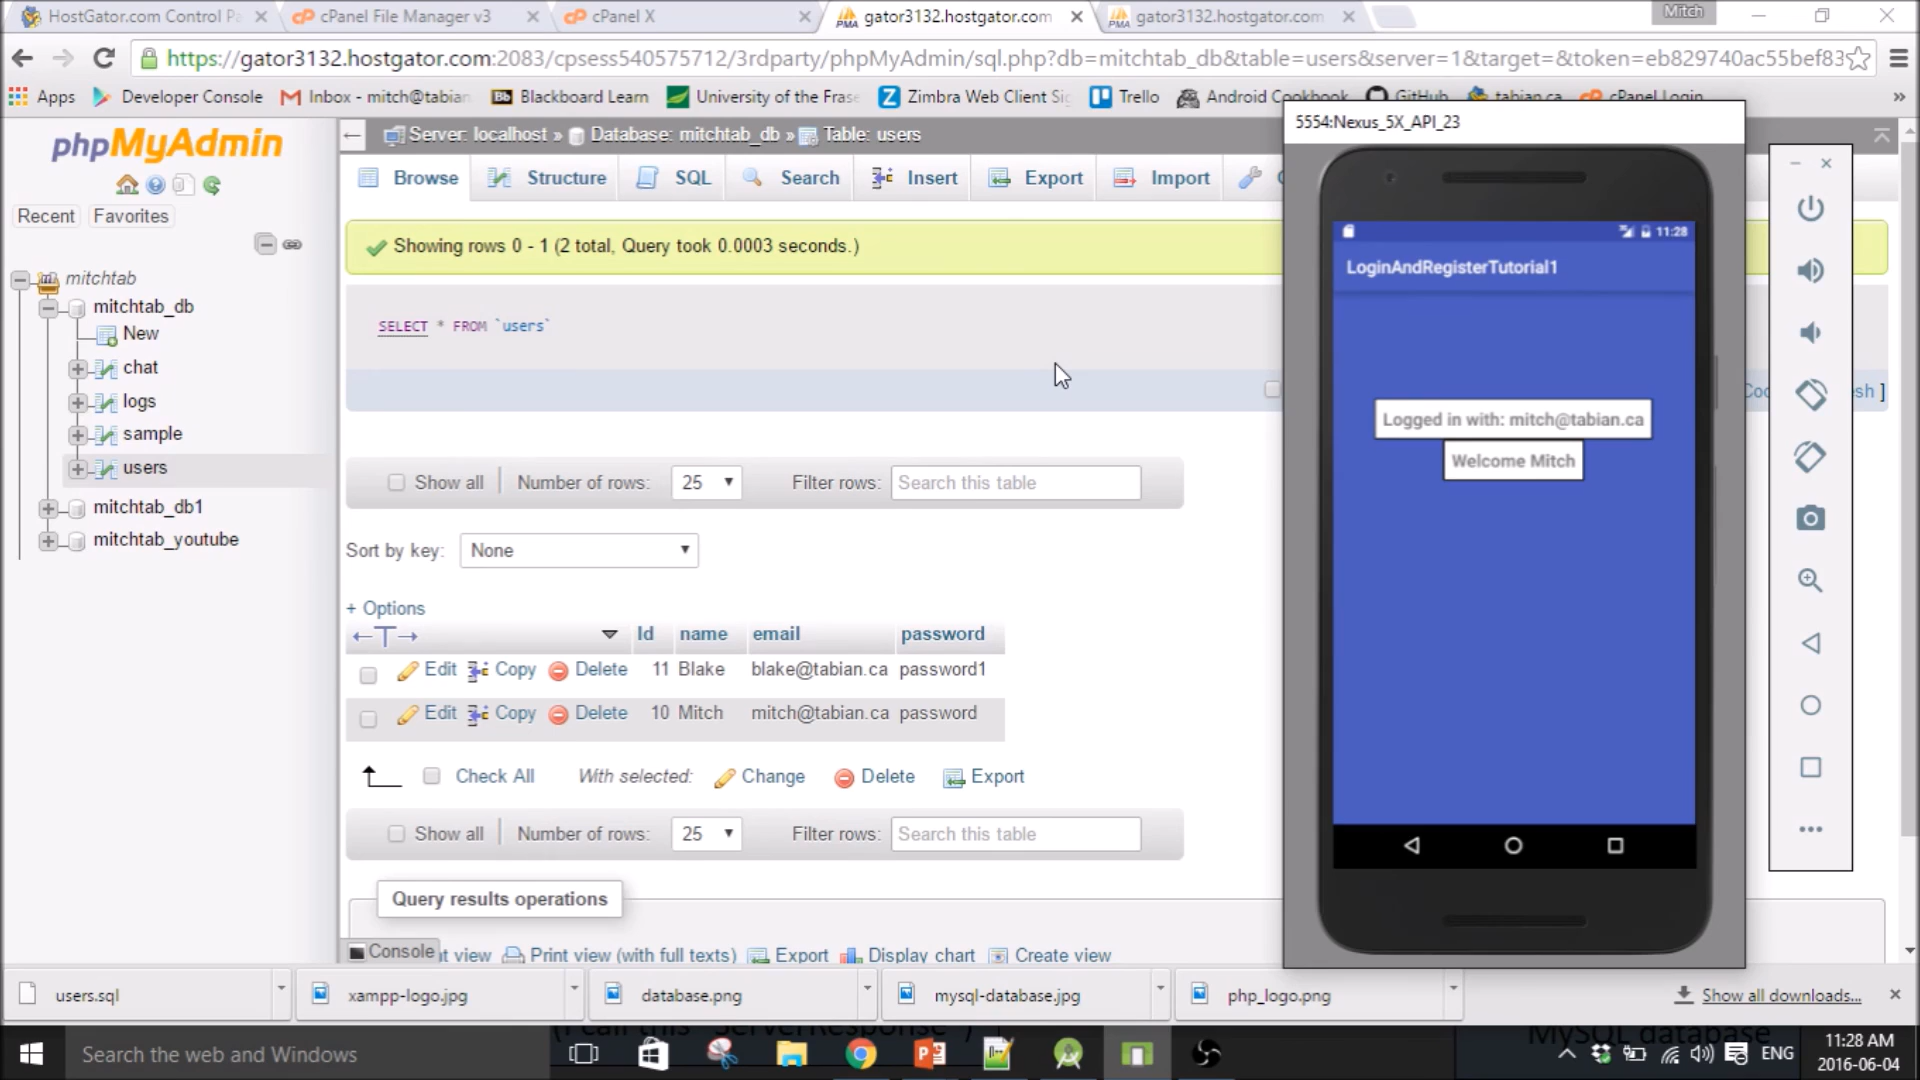 HostGator.com Control Pa
cPanel File Manager v3
cPanel X
gator3132.hostgator.com
gator3132.hostgator.com
Mitch
https://gator3132.hostgator.com:2083/cpsess540575712/3rdparty/phpMyAdmin/sql.php?db=mitchtab_db&table=users&server=1&target=&token=eb829740ac55bef83
Apps
Developer Console
Inbox - mitch@tabian
Blackboard Learn
University of the Frase
Zimbra Web Client Sig
Trello
Android Cookbook
GitHub
tabian.ca
cPanel Login
»
phpMyAdmin
Recent
Favorites
mitchtab
mitchtab_db
New
chat
logs
sample
users
mitchtab_db1
mitchtab_youtube
Server: localhost » Database: mitchtab_db » Table: users
Browse
Structure
SQL
Search
Insert
Export
Import
Showing rows 0 - 1 (2 total, Query took 0.0003 seconds.)
SELECT * FROM `users`
Show all
Number of rows:
25
Filter rows:
Search this table
Sort by key:
None
+ Options
←T→
Id name email password
Edit Copy Delete 11 Blake blake@tabian.ca password1
Edit Copy Delete 10 Mitch mitch@tabian.ca password
Check All
With selected:
Change
Delete
Export
Show all
Number of rows:
25
Filter rows:
Search this table
Query results operations
Console
t view
Print view (with full texts)
Export
Display chart
Create view
5554:Nexus_5X_API_23
11:28
LoginAndRegisterTutorial1
Logged in with: mitch@tabian.ca
Welcome Mitch
users.sql
xampp-logo.jpg
database.png
mysql-database.jpg
php_logo.png
Show all downloads...
Search the web and Windows
ENG
11:28 AM
2016-06-04